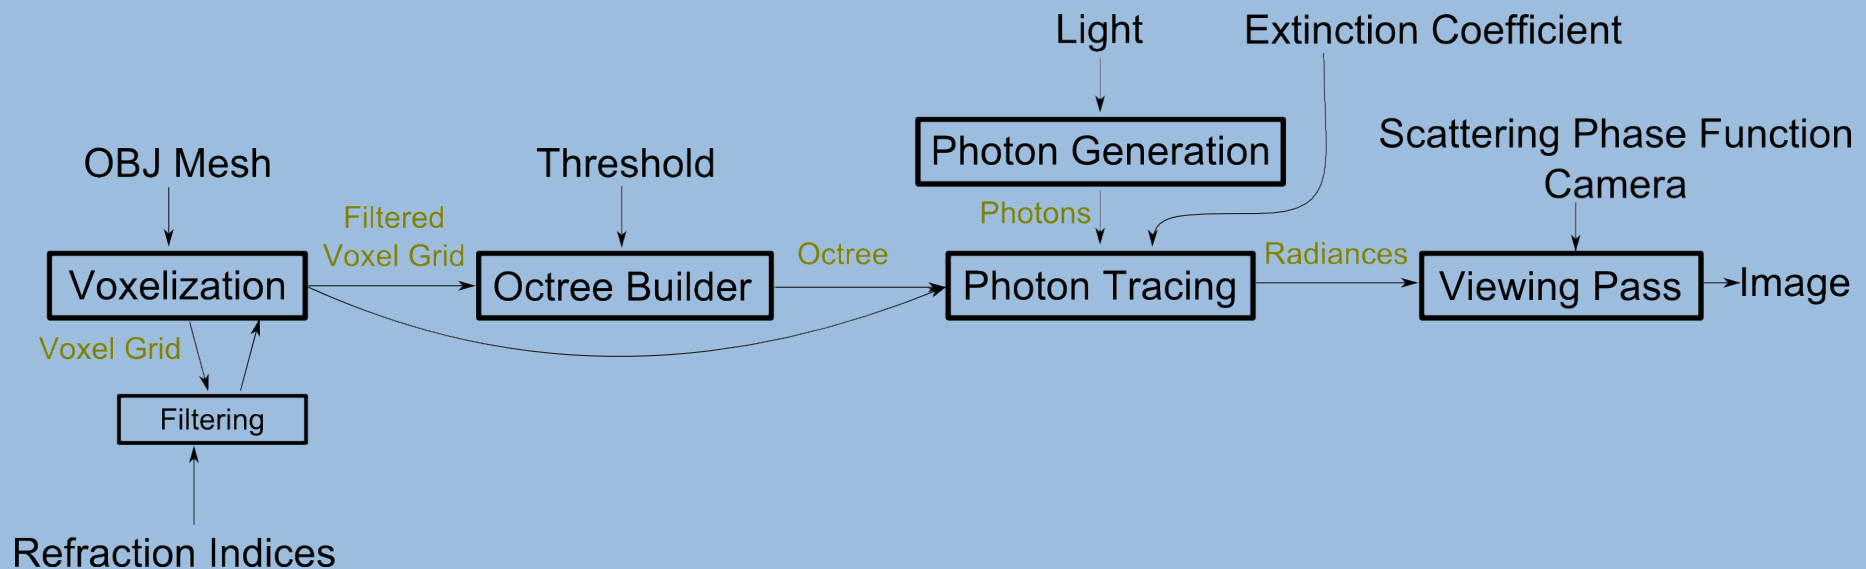 Light
Extinction Coefficient
Photon Generation
Scattering Phase Function
Camera
OBJ Mesh
Threshold
Filtered
Voxel Grid
Photons
Octree
Radiances
Voxelization
Octree Builder
Photon Tracing
Viewing Pass
Image
Voxel Grid
Filtering
Refraction Indices